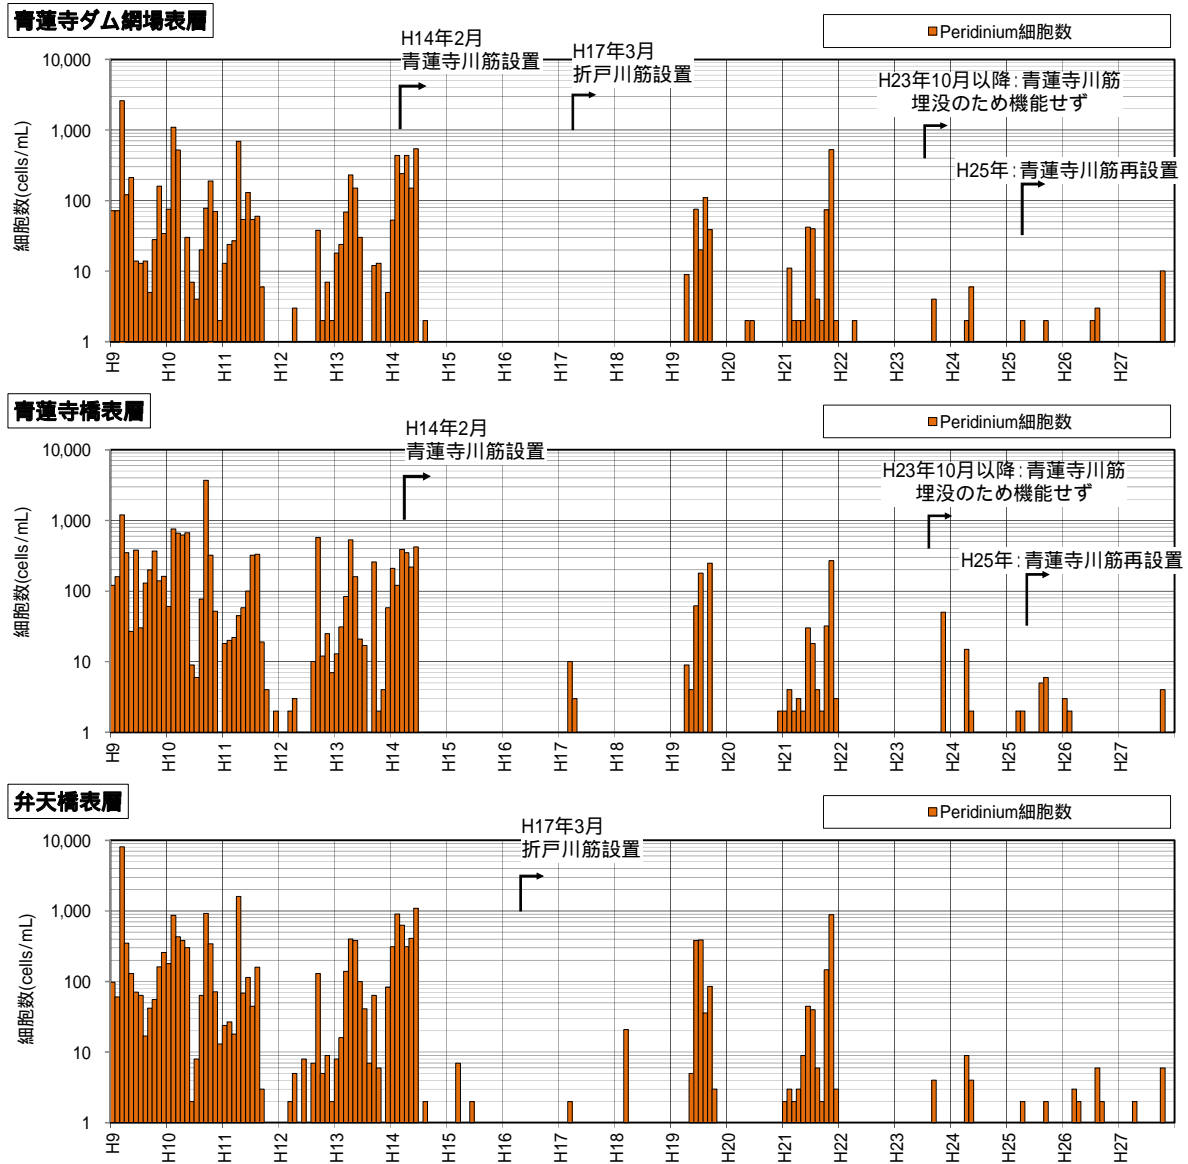 青蓮寺ダム網場表層
Peridinium細胞数
H14年2月
青蓮寺川筋設置
H17年3月
折戸川筋設置
H23年10月以降：青蓮寺川筋
埋没のため機能せず
H25年：青蓮寺川筋再設置
細胞数(cells/mL)
10,000
1,000
100
10
1
H9
H10
H11
H12
H13
H14
H15
H16
H17
H18
H19
H20
H21
H22
H23
H24
H25
H26
H27
青蓮寺橋表層
Peridinium細胞数
H14年2月
青蓮寺川筋設置
H23年10月以降：青蓮寺川筋
埋没のため機能せず
H25年：青蓮寺川筋再設置
細胞数(cells/mL)
10,000
1,000
100
10
1
H9
H10
H11
H12
H13
H14
H15
H16
H17
H18
H19
H20
H21
H22
H23
H24
H25
H26
H27
弁天橋表層
Peridinium細胞数
H17年3月
折戸川筋設置
細胞数(cells/mL)
10,000
1,000
100
10
1
H9
H10
H11
H12
H13
H14
H15
H16
H17
H18
H19
H20
H21
H22
H23
H24
H25
H26
H27